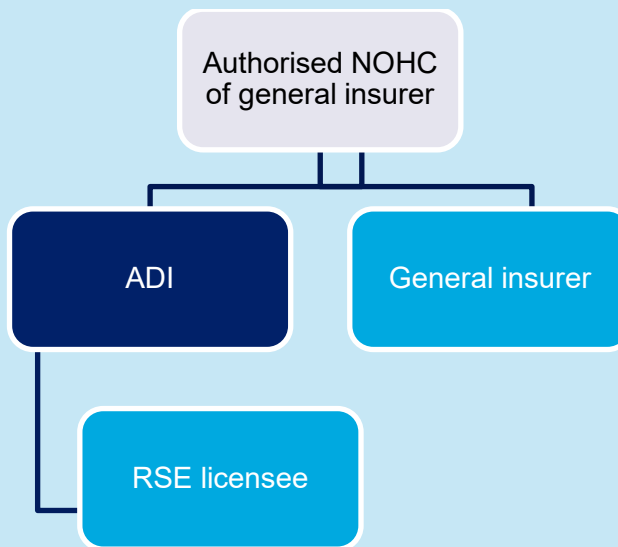 Authorised NOHC
of general insurer
ADI
General insurer
RSE licensee